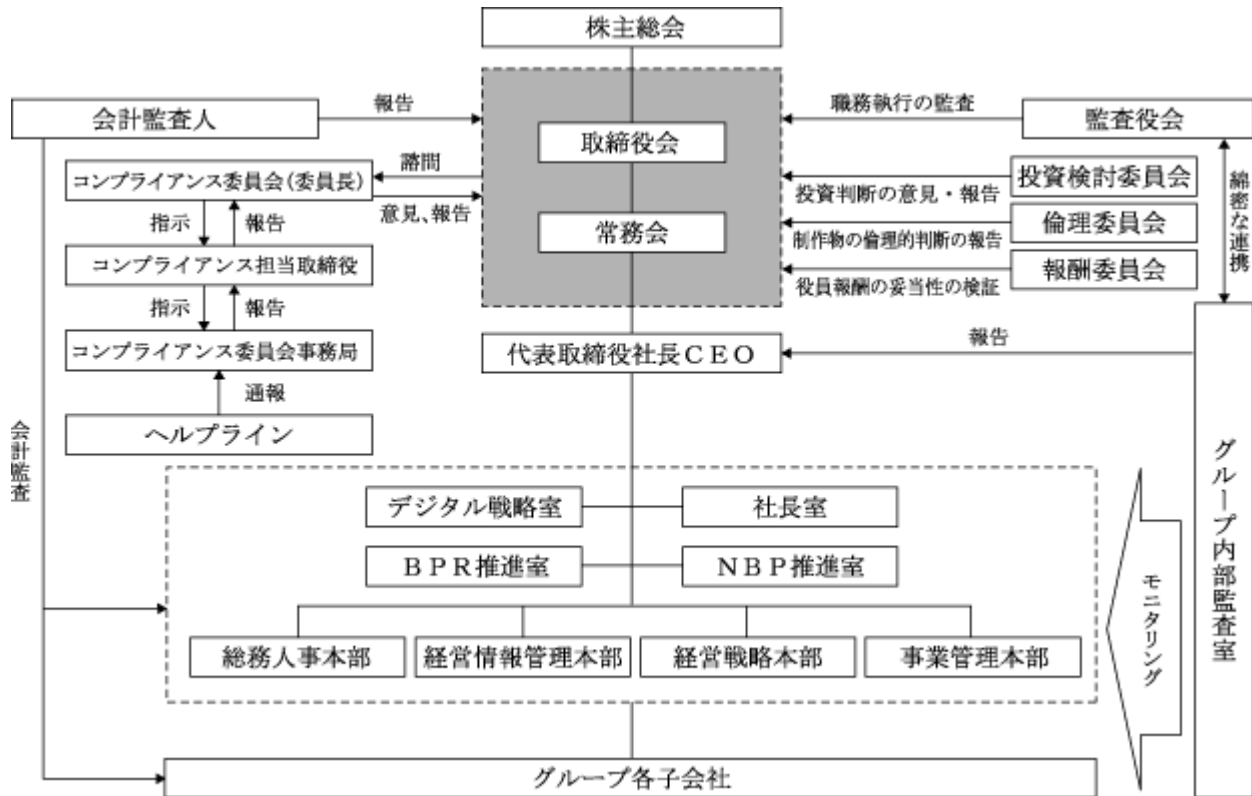 株主総会
会計監査人
報告
職務執行の監査
監査役会
取締役会
コンプライアンス委員会(委員長)
諮問
意見、報告
投資検討委員会
投資判断の意見・報告
綿密な連携
指示
報告
常務会
倫理委員会
制作物の倫理的判断の報告
コンプライアンス担当取締役
報酬委員会
役員報酬の妥当性の検証
指示
報告
コンプライアンス委員会事務局
代表取締役社長CEO
報告
通報
ヘルプライン
会計監査
グループ内部監査室
デジタル戦略室
社長室
BPR推進室
NBP推進室
モニタリング
総務人事本部
経営情報管理本部
経営戦略本部
事業管理本部
グループ各子会社